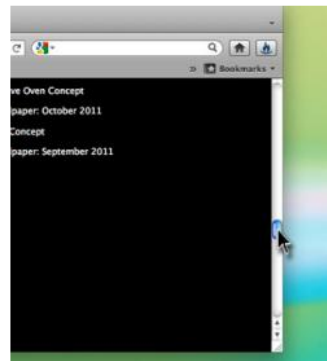 » Bookmarks
ve Oven Concept
paper: October 2011
Concept
paper: September 2011